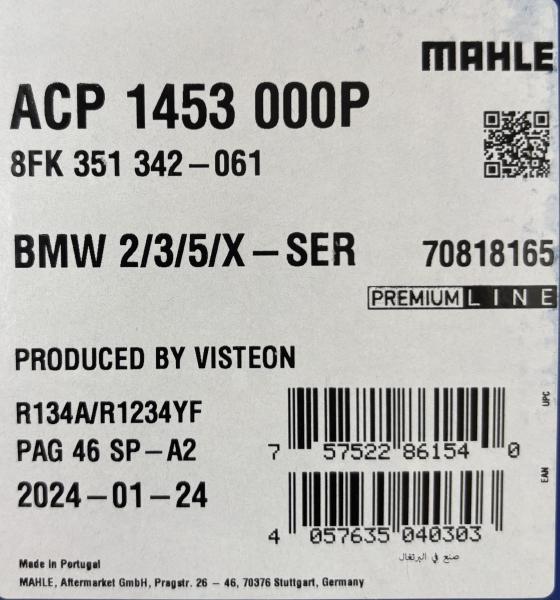 MAHLE
ACP 1453 000P
8FK 351 342-061
BMW 2/3/5/X-SER 70818165
PREMIUM LINE
PRODUCED BY VISTEON
R134A/R1234YF
PAG 46 SP-A2
2024-01-24
UPC
7 57522 86154 0
EAN
4 057635 040303
صنع في البرتغال
Made in Portugal
MAHLE, Aftermarket GmbH, Pragstr. 26 - 46, 70376 Stuttgart, Germany